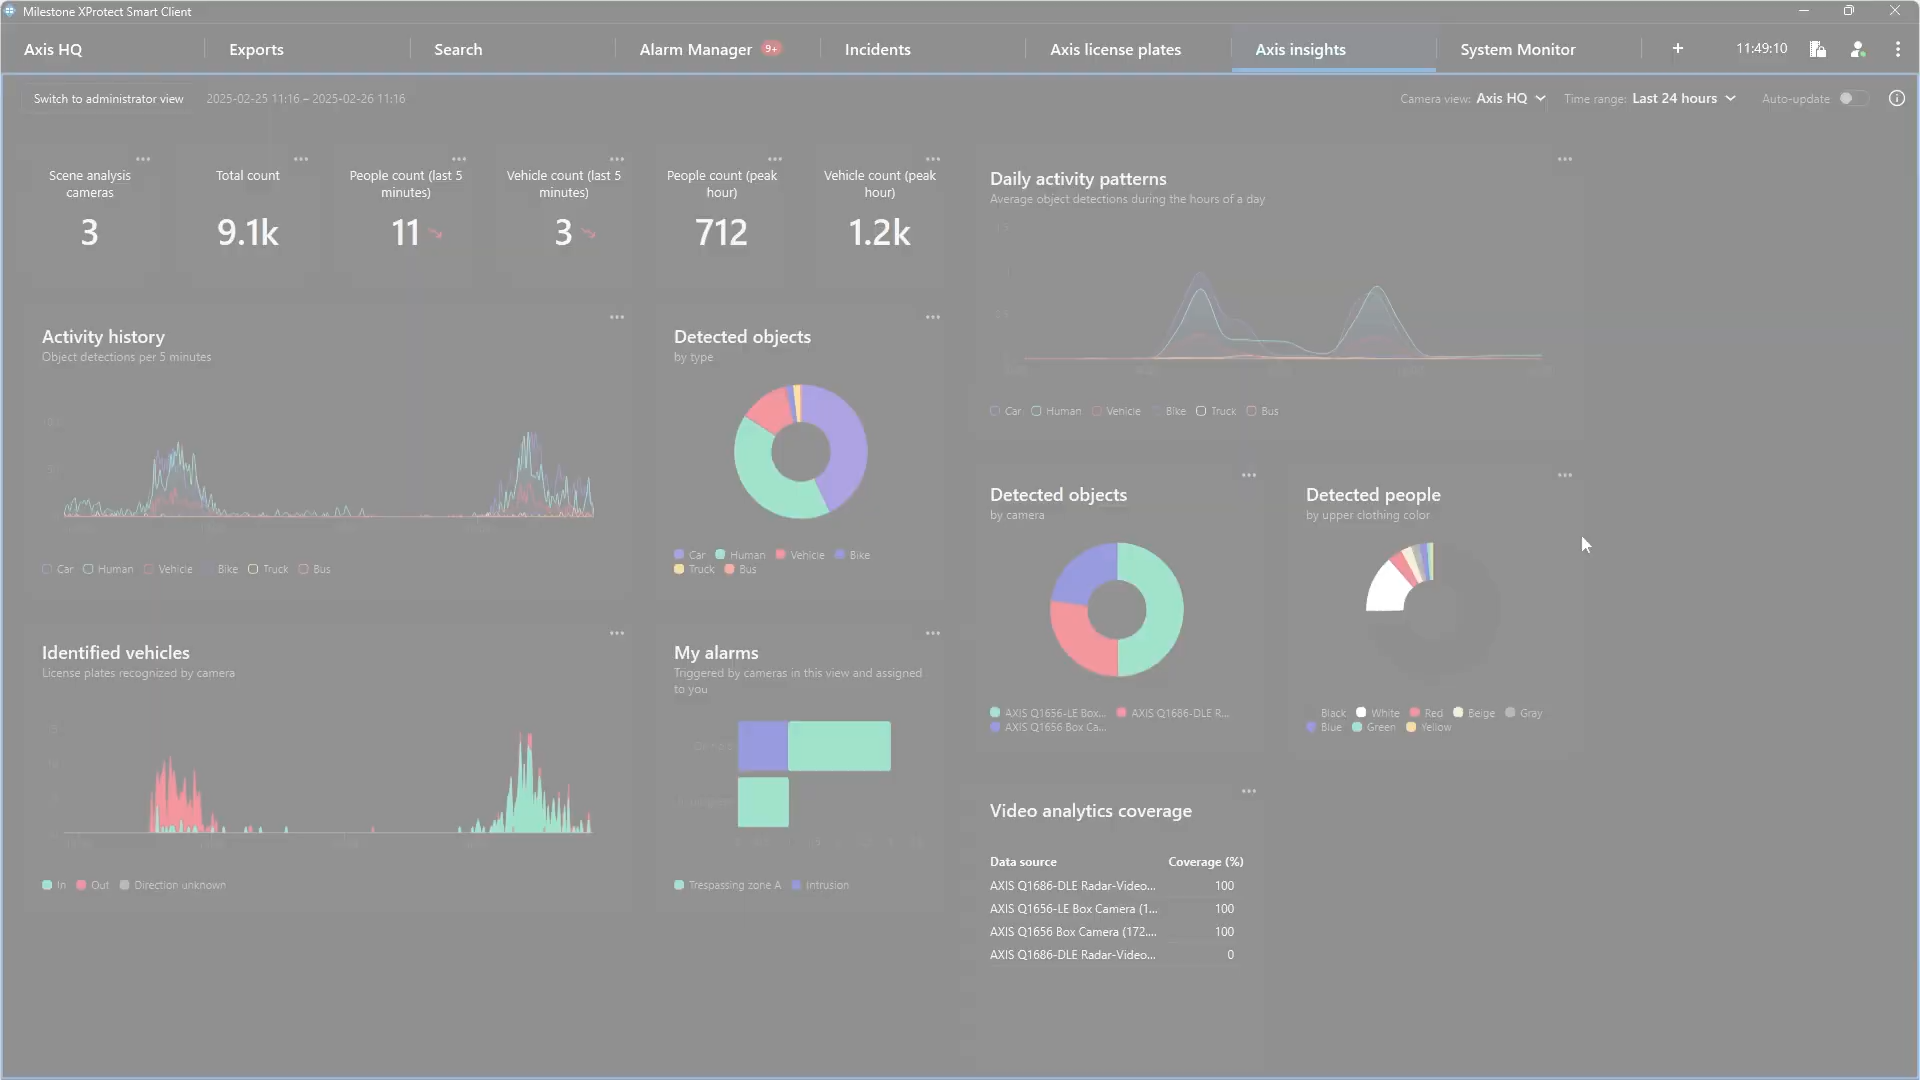 Milestone XProtect Smart Client
Axis HQ
Exports
Search
Alarm Manager 9+
Incidents
Axis license plates
Axis insights
System Monitor
+
11:49:10
Switch to administrator view
2025-02-25 11:16 – 2025-02-26 11:16
Camera view: Axis HQ
Time range: Last 24 hours
Auto-update
Scene analysis
cameras
3
Total count
9.1k
People count (last 5
minutes)
11
Vehicle count (last 5
minutes)
3
People count (peak
hour)
712
Vehicle count (peak
hour)
1.2k
Daily activity patterns
Average object detections during the hours of a day
Car Human Vehicle Bike Truck Bus
Activity history
Object detections per 5 minutes
Car Human Vehicle Bike Truck Bus
Detected objects
by type
Car Human Vehicle Bike
Truck Bus
Detected objects
by camera
AXIS Q1656-LE Box... AXIS Q1686-DLE R...
AXIS Q1656 Box Ca...
Detected people
by upper clothing color
Black White Red Beige Gray
Blue Green Yellow
Identified vehicles
License plates recognized by camera
In Out Direction unknown
My alarms
Triggered by cameras in this view and assigned
to you
Trespassing zone A Intrusion
Video analytics coverage
Data source Coverage (%)
AXIS Q1686-DLE Radar-Video... 100
AXIS Q1656-LE Box Camera (1... 100
AXIS Q1656 Box Camera (172.... 100
AXIS Q1686-DLE Radar-Video... 0